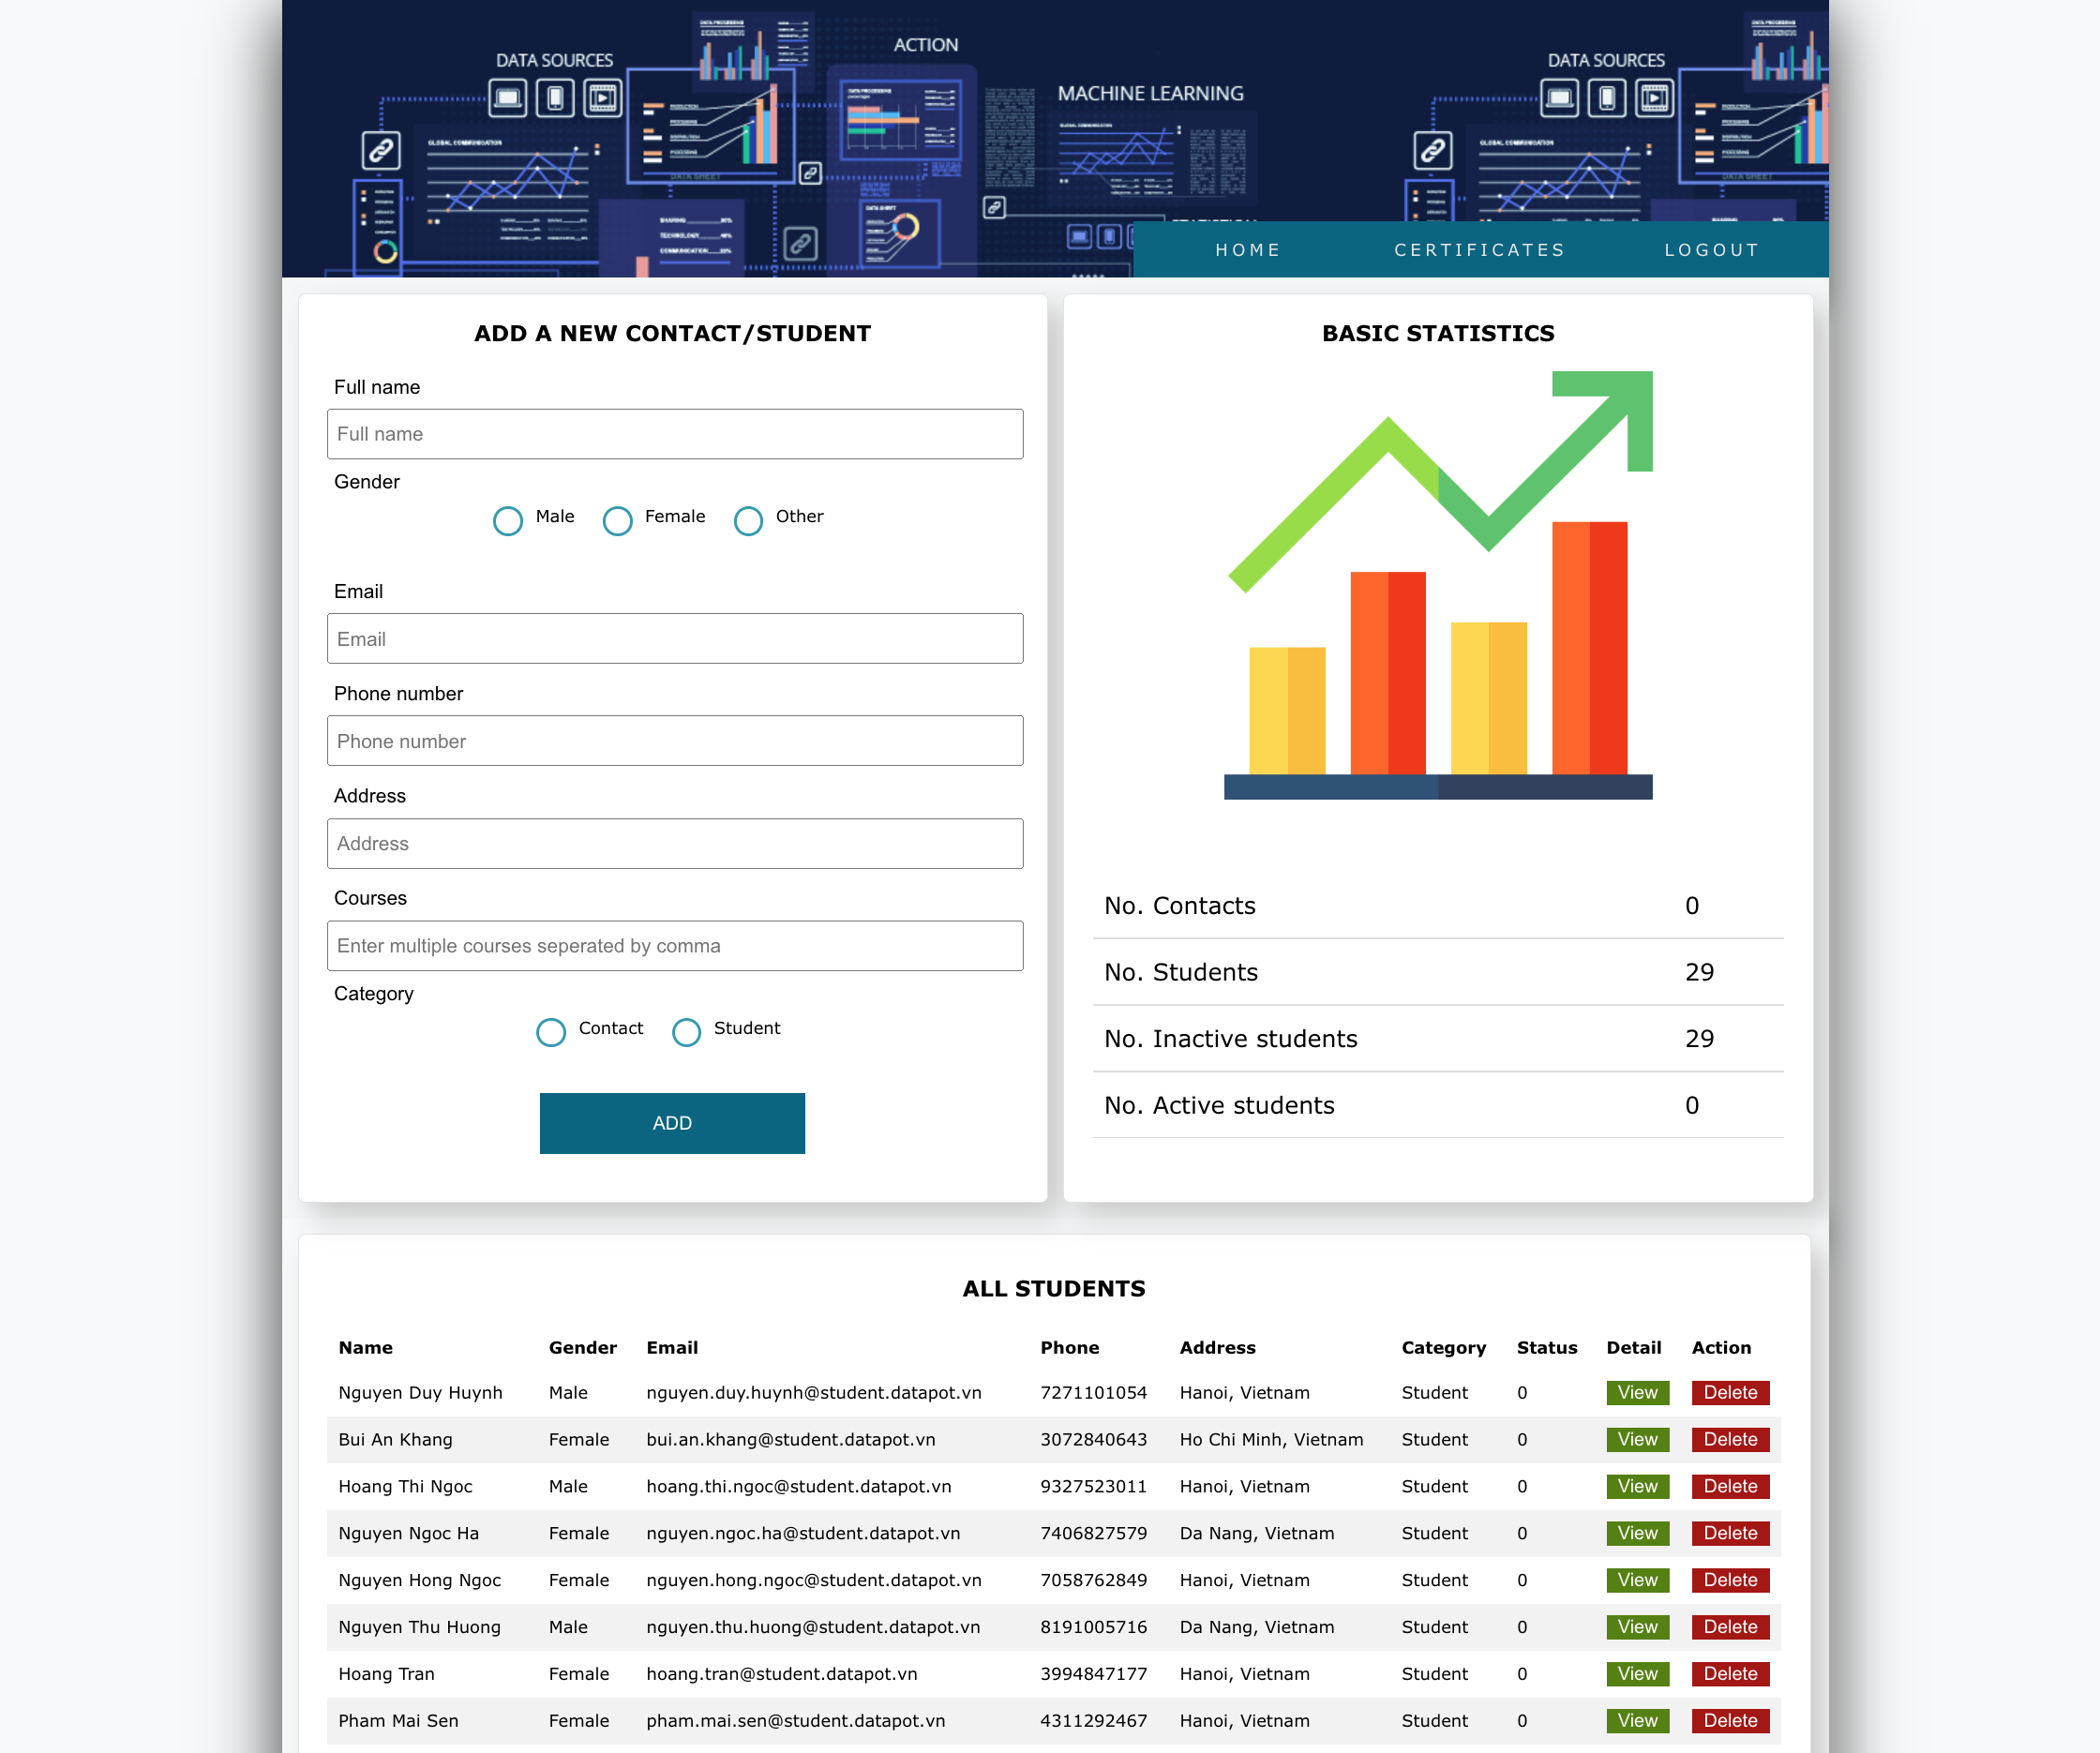 DATA SOURCES
ACTION
MACHINE LEARNING
DATA SOURCES
GLOBAL COMMUNICATION
GLOBAL COMMUNICATION
DATA SHEET
HOME CERTIFICATES LOGOUT
ADD A NEW CONTACT/STUDENT
Full name
Full name
Gender
Male Female Other
Email
Email
Phone number
Phone number
Address
Address
Courses
Enter multiple courses seperated by comma
Category
Contact Student
ADD
BASIC STATISTICS
No. Contacts 0
No. Students 29
No. Inactive students 29
No. Active students 0
ALL STUDENTS
Name Gender Email Phone Address Category Status Detail Action
Nguyen Duy Huynh Male nguyen.duy.huynh@student.datapot.vn 7271101054 Hanoi, Vietnam Student 0 View Delete
Bui An Khang Female bui.an.khang@student.datapot.vn 3072840643 Ho Chi Minh, Vietnam Student 0 View Delete
Hoang Thi Ngoc Male hoang.thi.ngoc@student.datapot.vn 9327523011 Hanoi, Vietnam Student 0 View Delete
Nguyen Ngoc Ha Female nguyen.ngoc.ha@student.datapot.vn 7406827579 Da Nang, Vietnam Student 0 View Delete
Nguyen Hong Ngoc Female nguyen.hong.ngoc@student.datapot.vn 7058762849 Hanoi, Vietnam Student 0 View Delete
Nguyen Thu Huong Male nguyen.thu.huong@student.datapot.vn 8191005716 Da Nang, Vietnam Student 0 View Delete
Hoang Tran Female hoang.tran@student.datapot.vn 3994847177 Hanoi, Vietnam Student 0 View Delete
Pham Mai Sen Female pham.mai.sen@student.datapot.vn 4311292467 Hanoi, Vietnam Student 0 View Delete